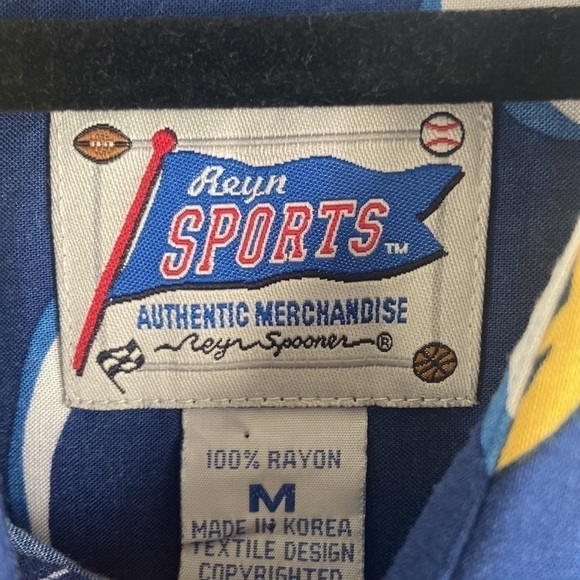 Reyn
SPORTS™
AUTHENTIC MERCHANDISE
Reyn Spooner®
100% RAYON
M
MADE IN KOREA
TEXTILE DESIGN
COPYRIGHTED